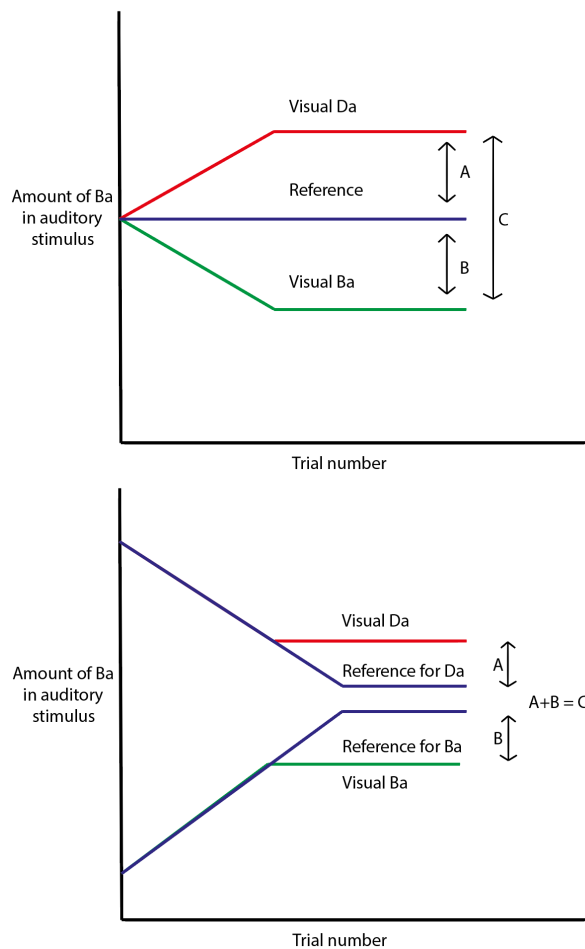 Visual Da
A
Amount of Ba
in auditory
stimulus
Reference
C
B
Visual Ba
Trial number
Visual Da
A
Amount of Ba
in auditory
stimulus
Reference for Da
A+B = C
B
Reference for Ba
Visual Ba
Trial number